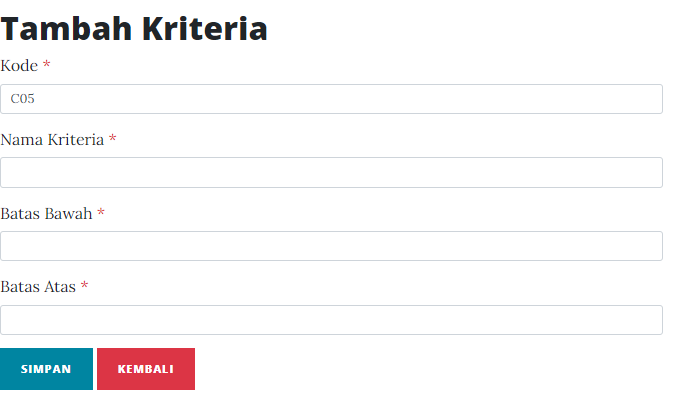 Tambah Kriteria
Kode *
C05
Nama Kriteria *
Batas Bawah *
Batas Atas *
SIMPAN KEMBALI